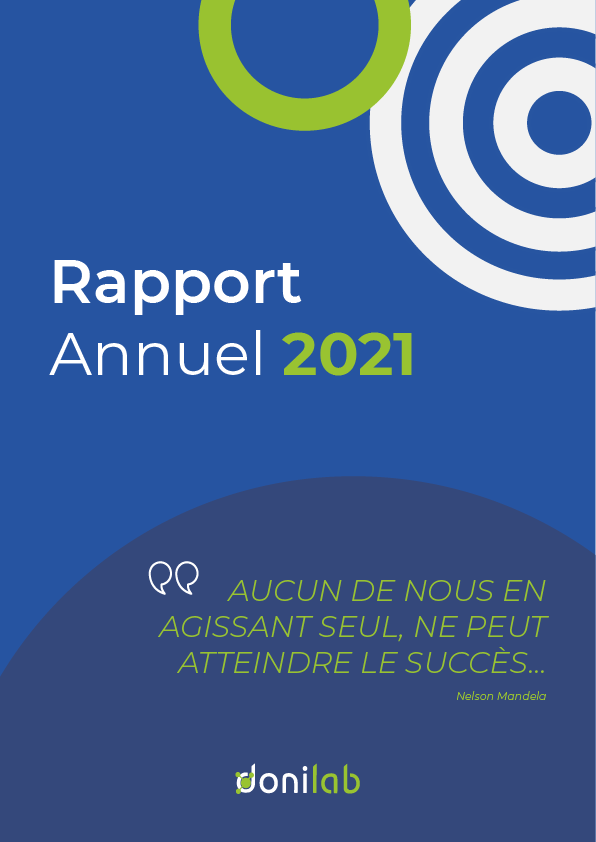 Rapport
Annuel 2021
AUCUN DE NOUS EN
AGISSANT SEUL, NE PEUT
ATTEINDRE LE SUCCÈS...
Nelson Mandela
donilab